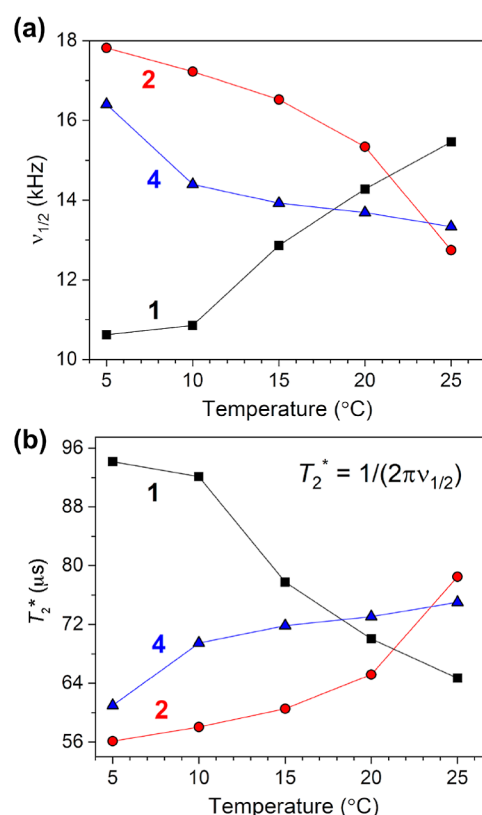 (a)
18
16
14
12
10
ν1/2 (kHz)
2
4
1
5 10 15 20 25
Temperature (°C)
(b)
96
88
80
72
64
56
T2* (μs)
T2* = 1/(2πν1/2)
1
4
2
5 10 15 20 25
Temperature (°C)